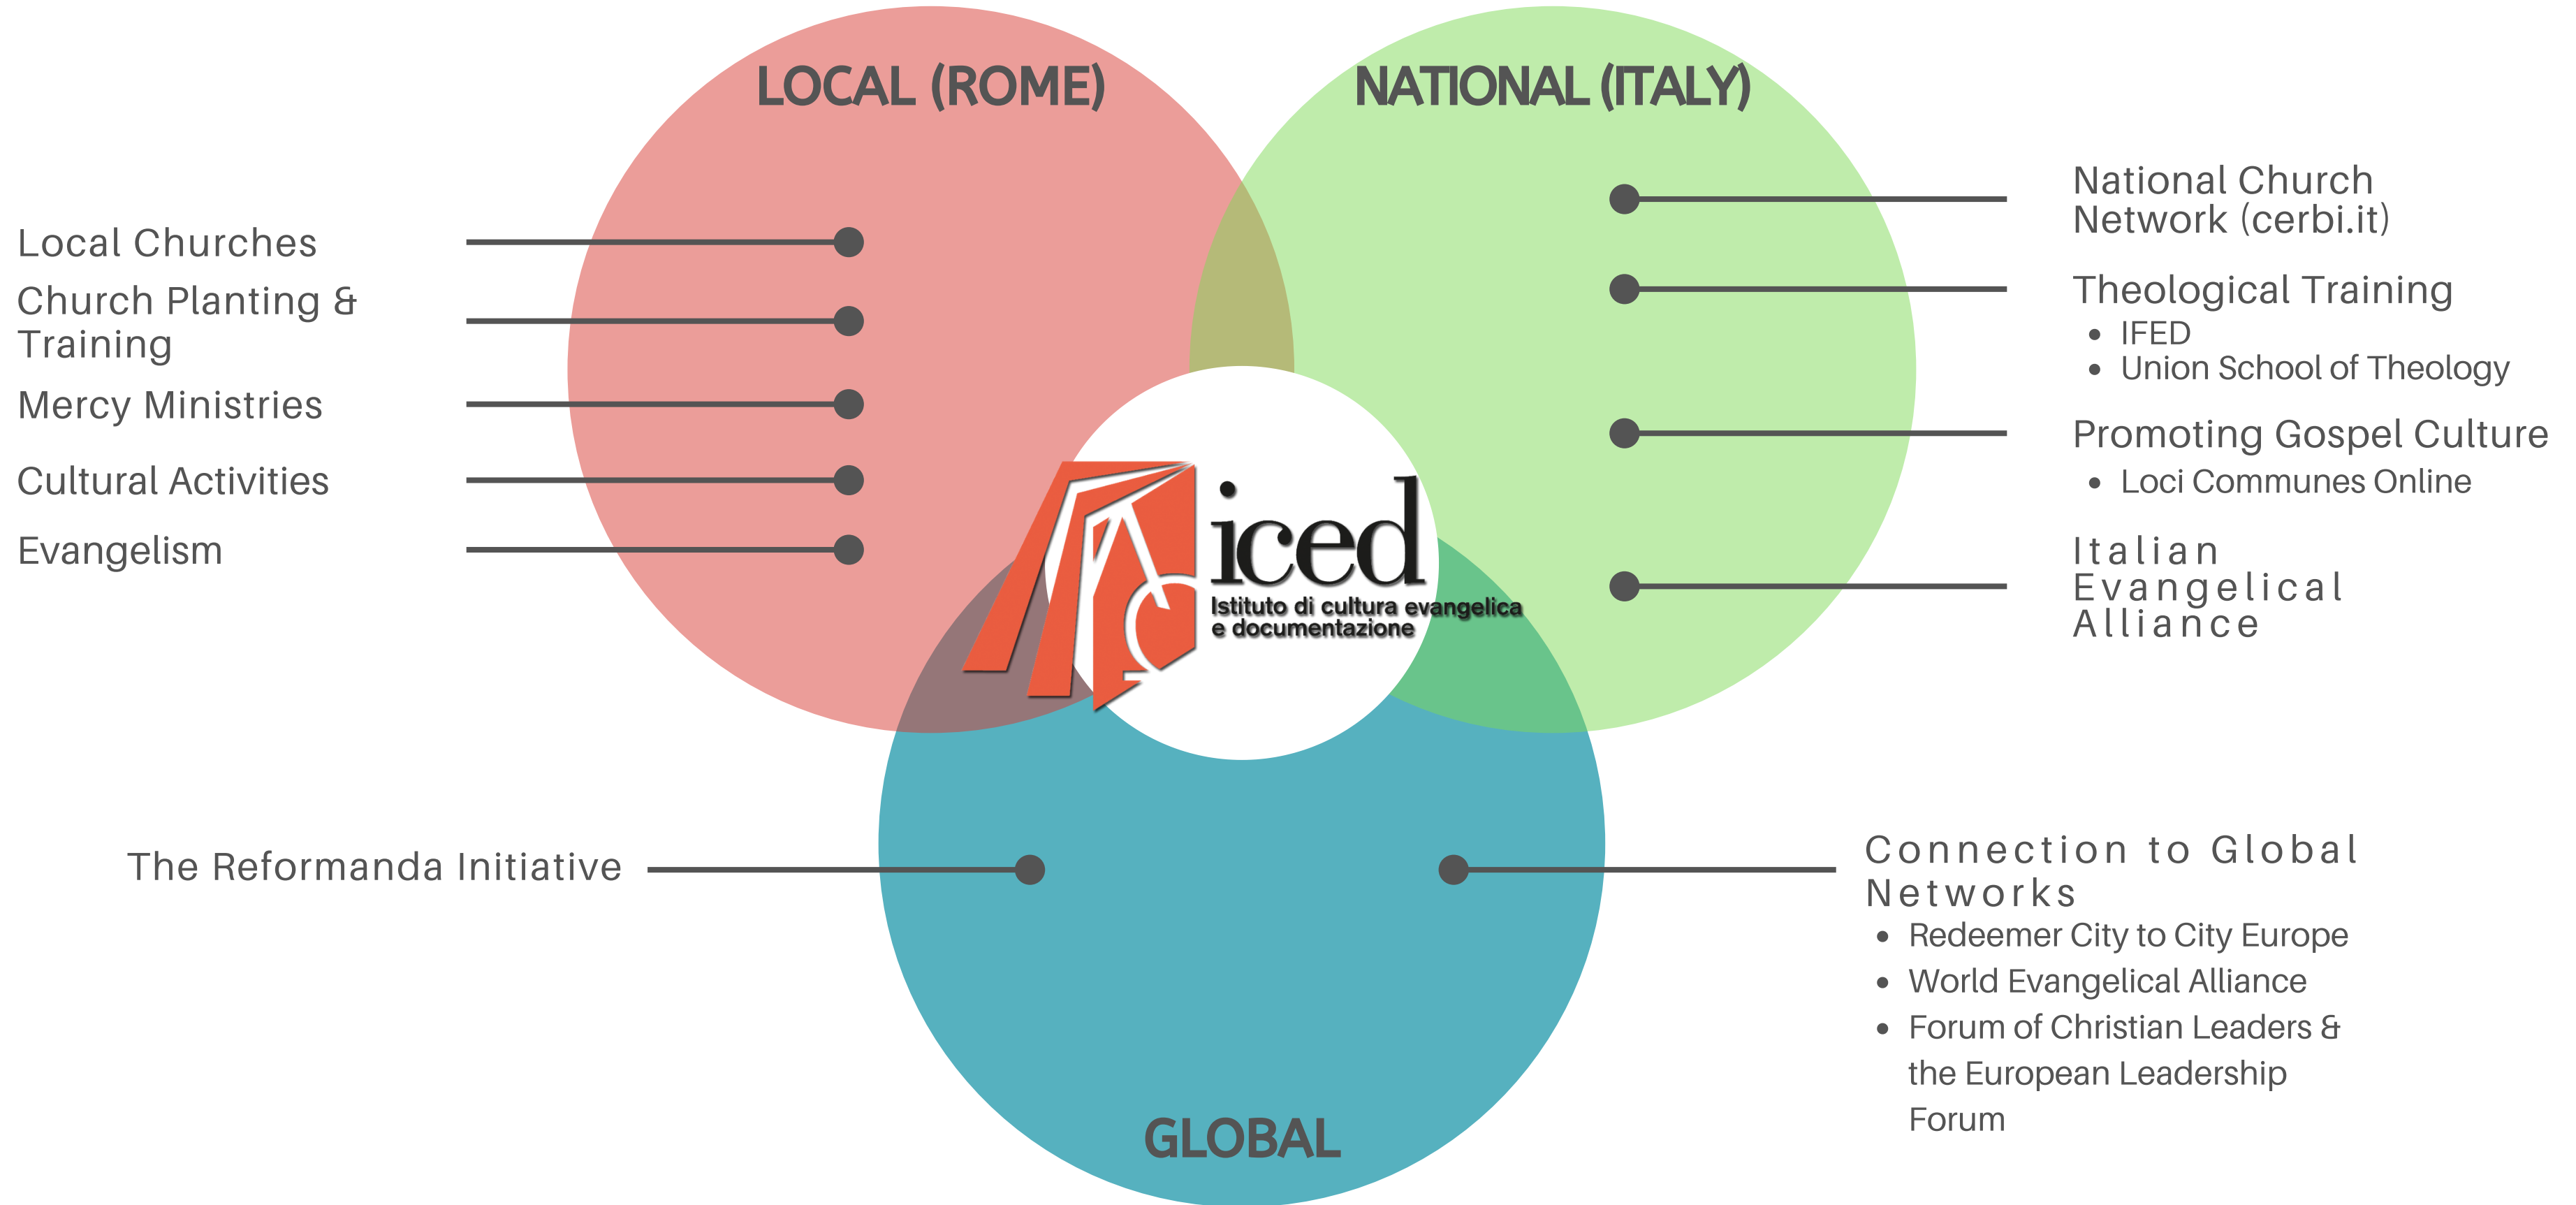 LOCAL (ROME)
NATIONAL (ITALY)
Local Churches
Church Planting &
Training
Mercy Ministries
Cultural Activities
Evangelism
National Church
Network (cerbi.it)
Theological Training
• IFED
• Union School of Theology
Promoting Gospel Culture
• Loci Communes Online
Italian
Evangelical
Alliance
iced
Istituto di cultura evangelica
e documentazione
The Reformanda Initiative
Connection to Global
Networks
• Redeemer City to City Europe
• World Evangelical Alliance
• Forum of Christian Leaders &
the European Leadership
Forum
GLOBAL